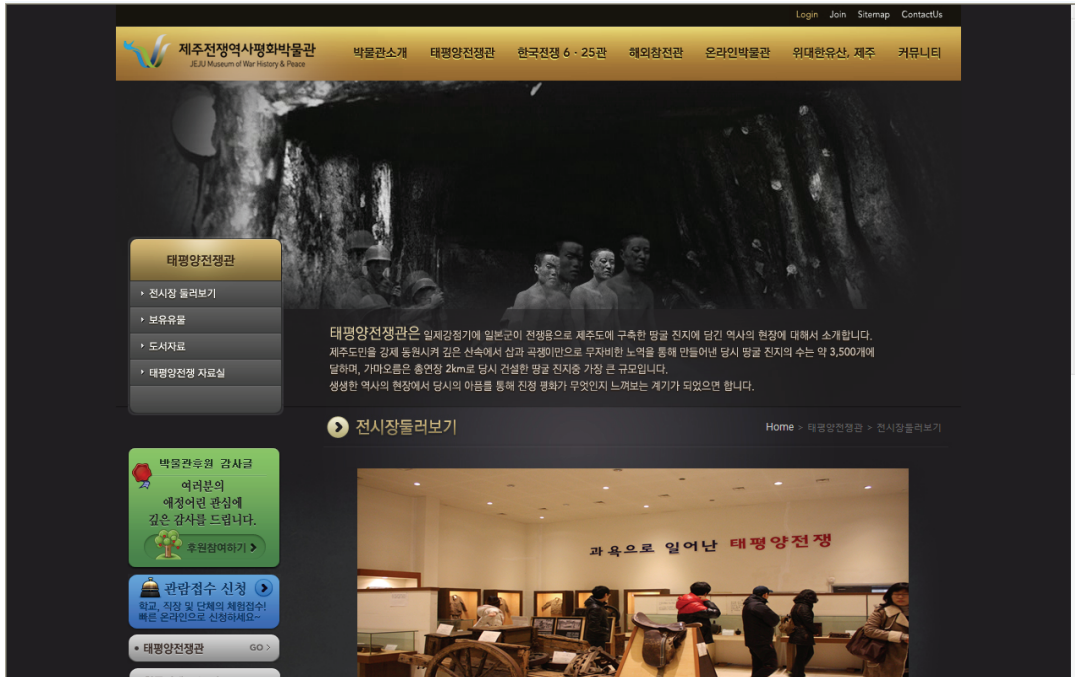 Login Join Sitemap ContactUs
제주전쟁역사평화박물관
JEJU Museum of War History & Peace
박물관소개 태평양전쟁관 한국전쟁 6 · 25관 해외참전관 온라인박물관 위대한유산, 제주 커뮤니티
태평양전쟁관
전시장 둘러보기
보유유물
도서자료
태평양전쟁 자료실
태평양전쟁관은 일제강점기에 일본군이 전쟁용으로 제주도에 구축한 땅굴 진지에 담긴 역사의 현장에 대해서 소개합니다.
제주도민을 강제 동원시켜 깊은 산속에서 삽과 곡괭이만으로 무자비한 노역을 통해 만들어낸 당시 땅굴 진지의 수는 약 3,500개에
달하며, 가마오름은 총연장 2km로 당시 건설한 땅굴 진지중 가장 큰 규모입니다.
생생한 역사의 현장에서 당시의 아픔를 통해 진정 평화가 무엇인지 느껴보는 계기가 되었으면 합니다.
전시장둘러보기
Home > 태평양전쟁관 > 전시장둘러보기
박물관후원 감사글
여러분의
애정어린 관심에
깊은 감사를 드립니다.
후원참여하기
관람접수 신청
학교, 직장 및 단체의 체험접수!
빠른 온라인으로 신청하세요~
태평양전쟁관 GO >
과욕으로 일어난 태평양전쟁